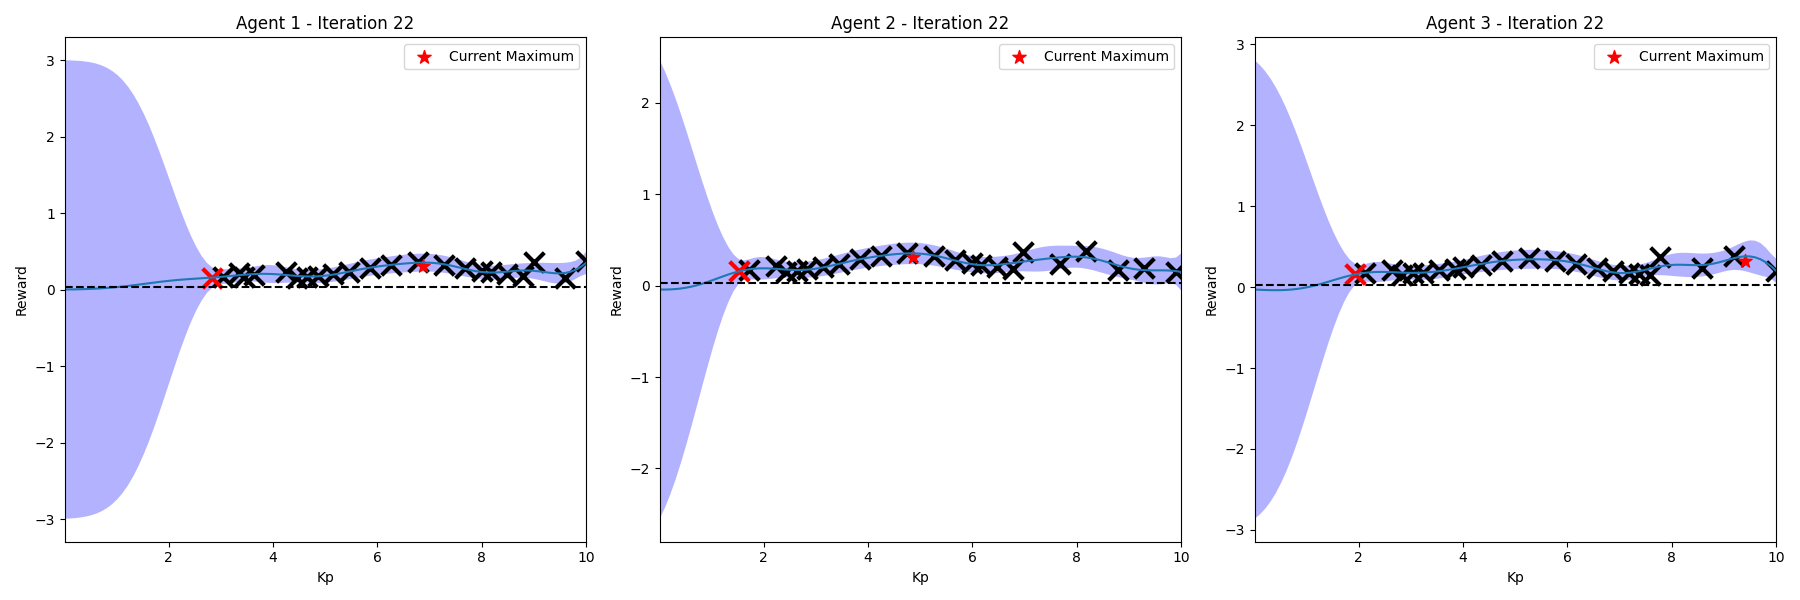 Agent 1 - Iteration 22
Current Maximum
3
2
1
0
−1
−2
−3
Reward
2
4
6
8
10
Kp
Agent 2 - Iteration 22
Current Maximum
2
1
0
−1
−2
Reward
2
4
6
8
10
Kp
Agent 3 - Iteration 22
Current Maximum
3
2
1
0
−1
−2
−3
Reward
2
4
6
8
10
Kp